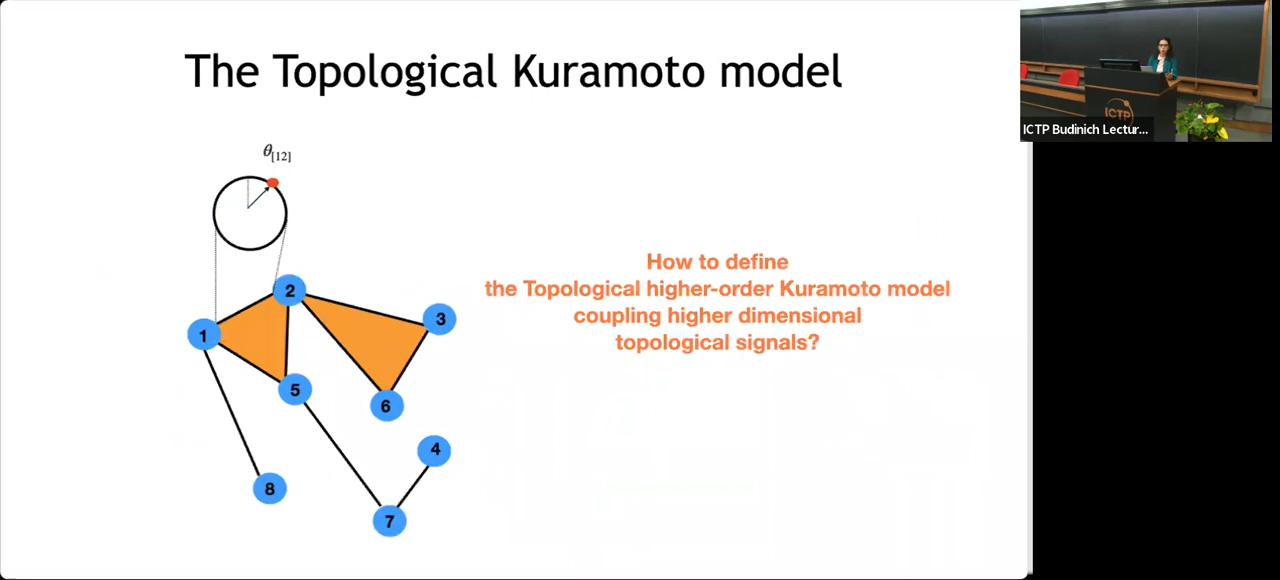 The Topological Kuramoto model
θ[12]
How to define
the Topological higher-order Kuramoto model
coupling higher dimensional
topological signals?
2
1
3
5
6
4
8
7
ICTP
ICTP Budinich Lectur...